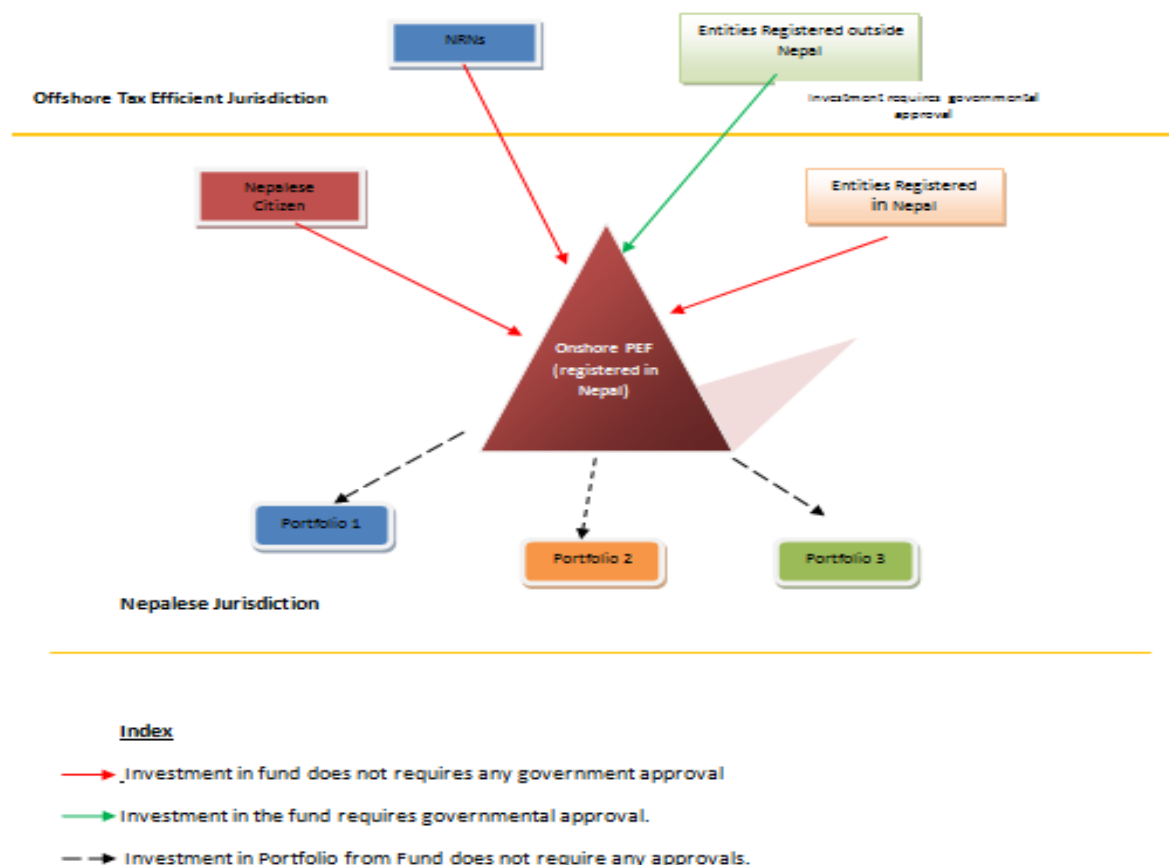 NRNs
Entities Registered outside
Nepal
Offshore Tax Efficient Jurisdiction
Investment requires governmental
approval
Nepalese
Citizen
Entities Registered
in Nepal
Onshore PEF
(registered in
Nepal)
Portfolio 1
Portfolio 2
Portfolio 3
Nepalese Jurisdiction
Index
Investment in fund does not requires any government approval
Investment in the fund requires governmental approval.
Investment in Portfolio from Fund does not require any approvals.